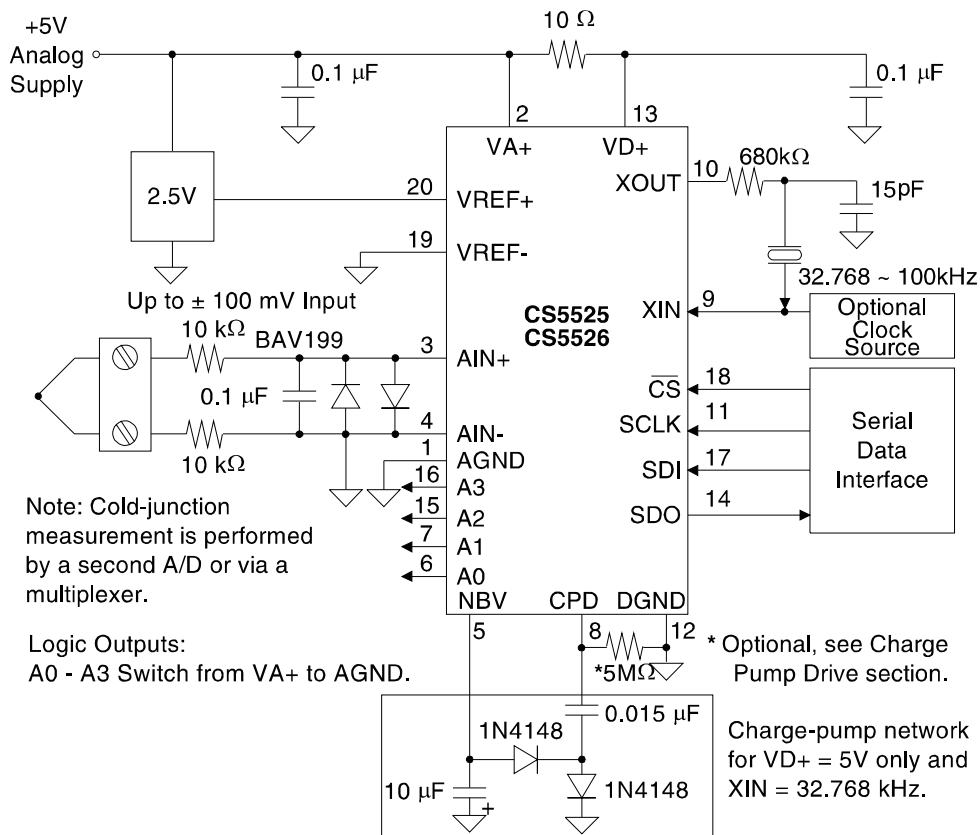 +5V
Analog
Supply
10 Ω
0.1 µF
0.1 µF
2
13
VA+
VD+
2.5V
20
VREF+
19
VREF-
XOUT
10
680kΩ
15pF
32.768 ~ 100kHz
Up to ± 100 mV Input
10 kΩ
BAV199
0.1 µF
10 kΩ
3
AIN+
4
AIN-
1
AGND
16
A3
15
A2
7
A1
6
A0
CS5525
CS5526
XIN
9
Optional
Clock
Source
CS
18
SCLK
11
SDI
17
SDO
14
Serial
Data
Interface
Note: Cold-junction
measurement is performed
by a second A/D or via a
multiplexer.
Logic Outputs:
A0 - A3 Switch from VA+ to AGND.
NBV
CPD
DGND
5
8
12
*5MΩ
* Optional, see Charge
Pump Drive section.
0.015 µF
1N4148
10 µF
+
1N4148
Charge-pump network
for VD+ = 5V only and
XIN = 32.768 kHz.